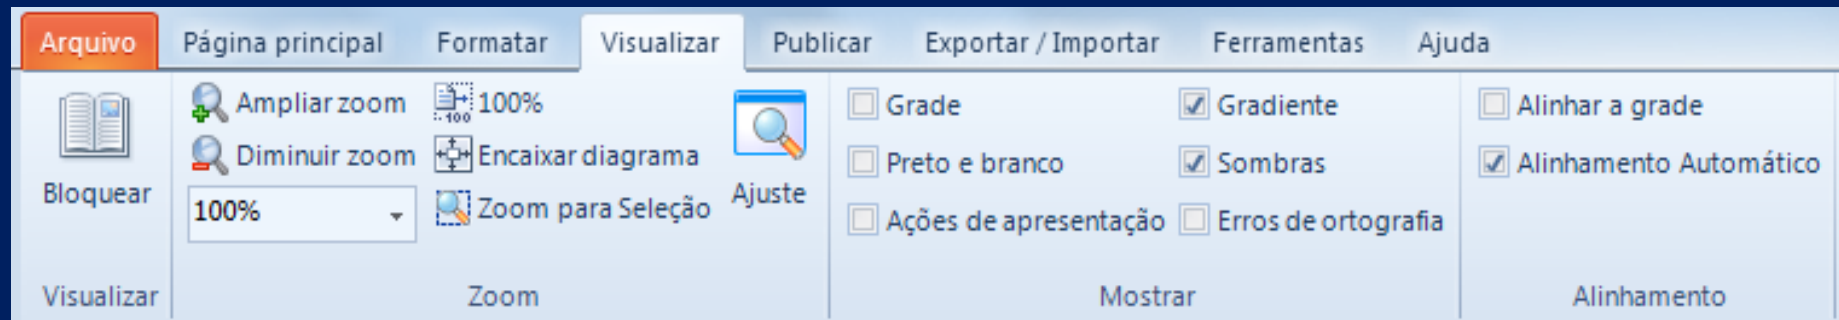 Arquivo Página principal Formatar Visualizar Publicar Exportar / Importar Ferramentas Ajuda
Bloquear
Visualizar
Ampliar zoom
Diminuir zoom
100%
100%
Encaixar diagrama
Zoom para Seleção
Ajuste
Zoom
Grade
Preto e branco
Ações de apresentação
Gradiente
Sombras
Erros de ortografia
Mostrar
Alinhar a grade
Alinhamento Automático
Alinhamento